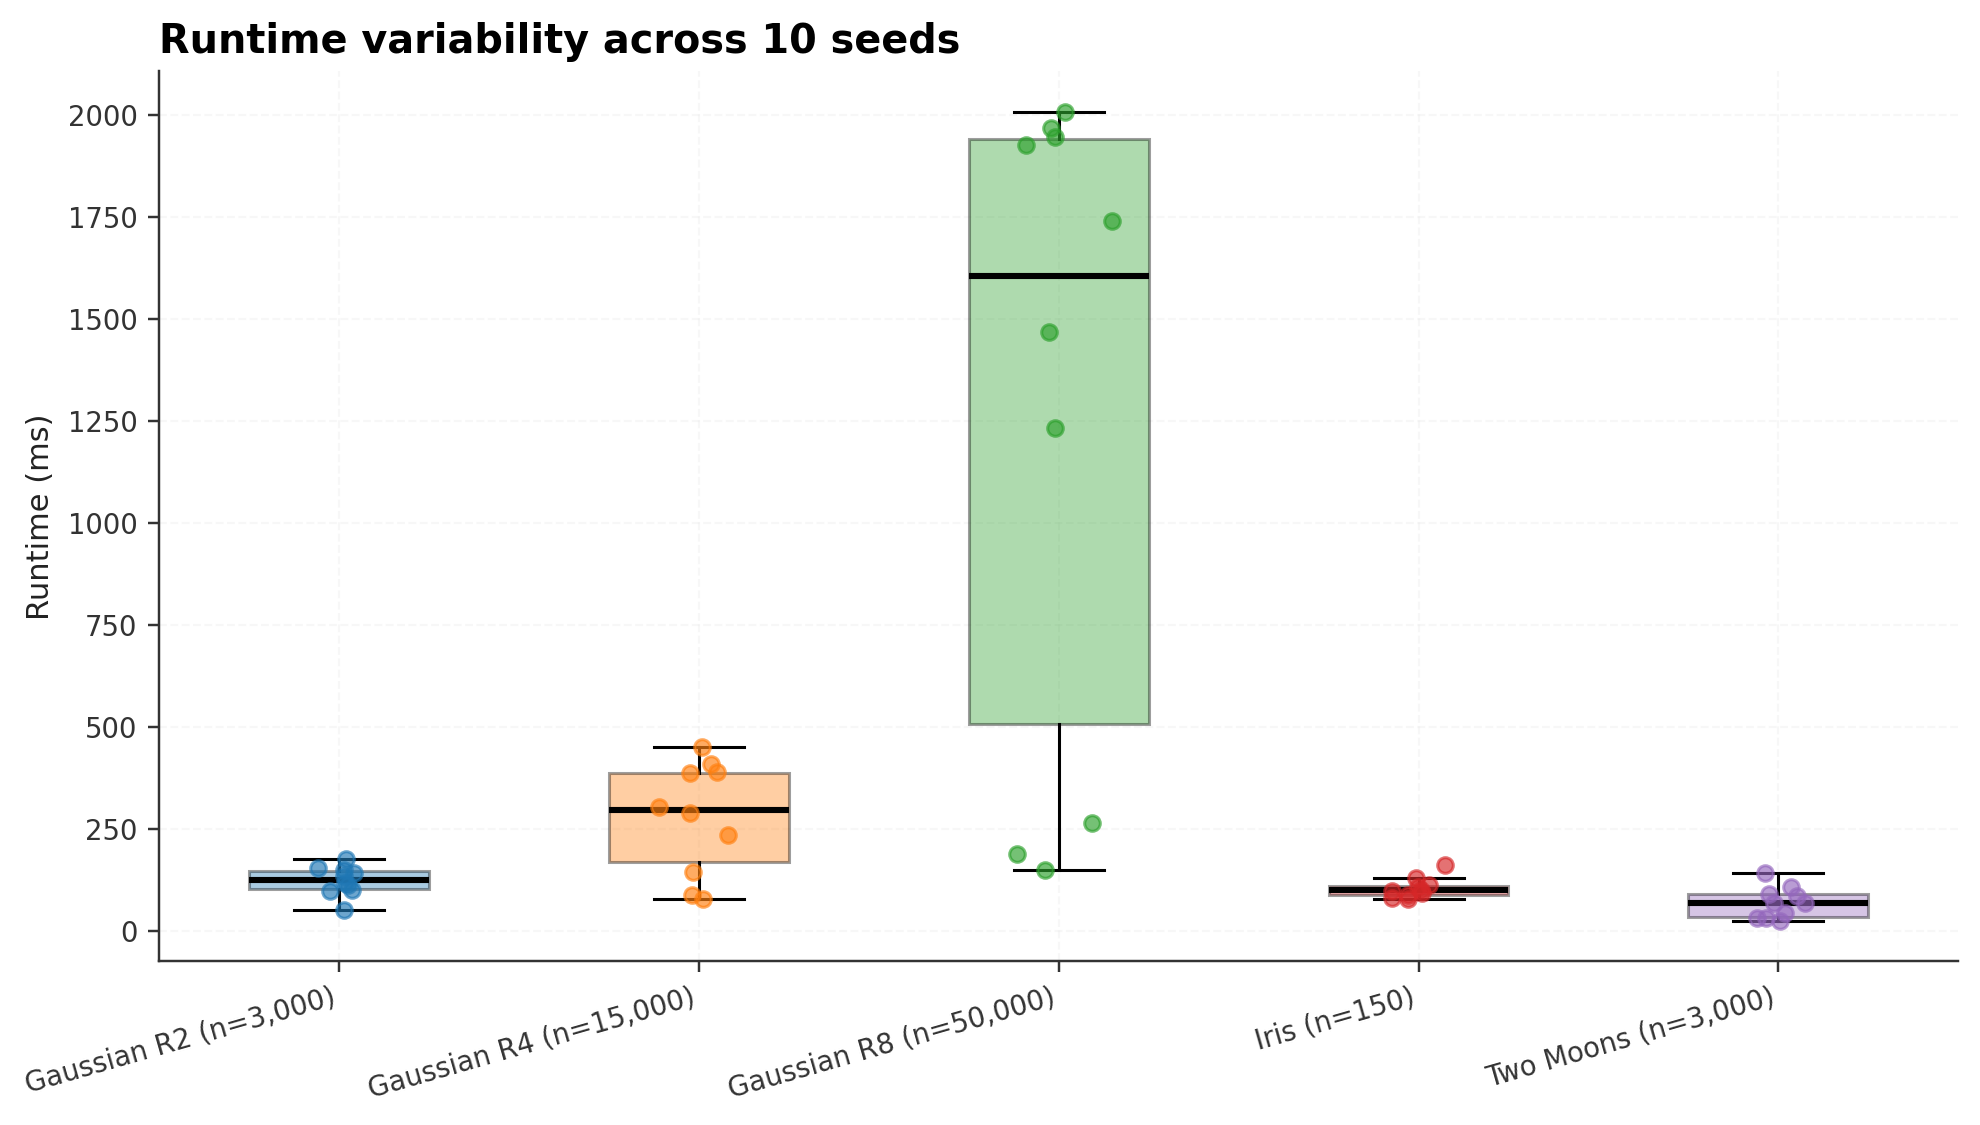 Runtime variability across 10 seeds
2000
1750
1500
1250
1000
750
500
250
0
Runtime (ms)
Gaussian R2 (n=3,000)
Gaussian R4 (n=15,000)
Gaussian R8 (n=50,000)
Iris (n=150)
Two Moons (n=3,000)